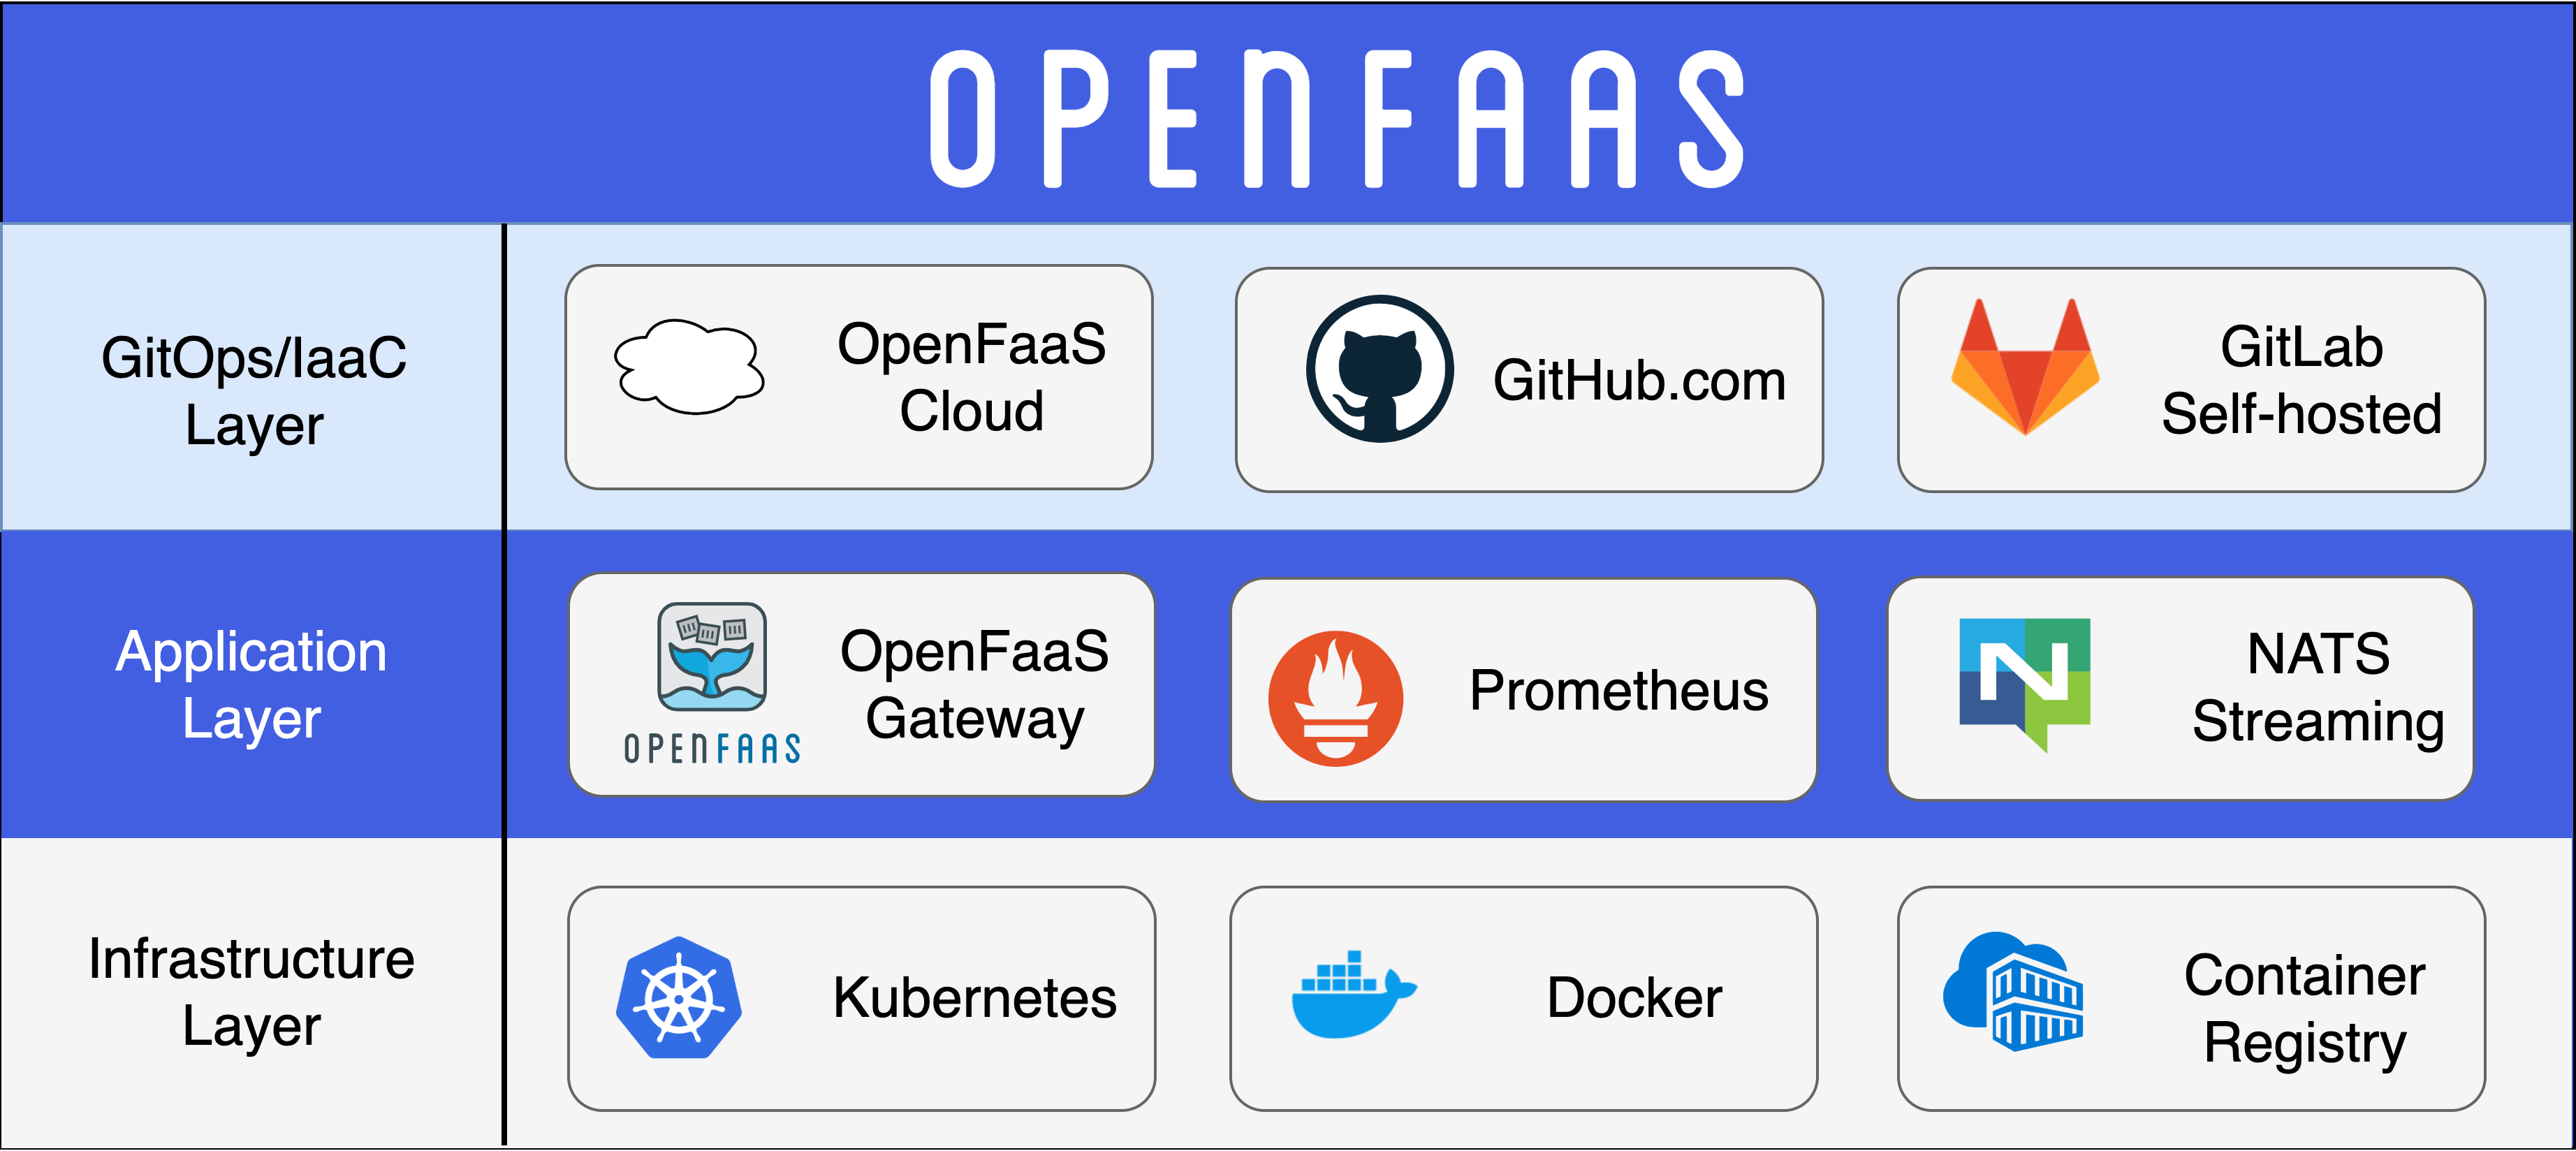 OPENFAAS
GitOps/IaaC
Layer
OpenFaaS
Cloud
GitHub.com
GitLab
Self-hosted
Application
Layer
OPENFAAS
OpenFaaS
Gateway
Prometheus
N
NATS
Streaming
Infrastructure
Layer
Kubernetes
Docker
Container
Registry